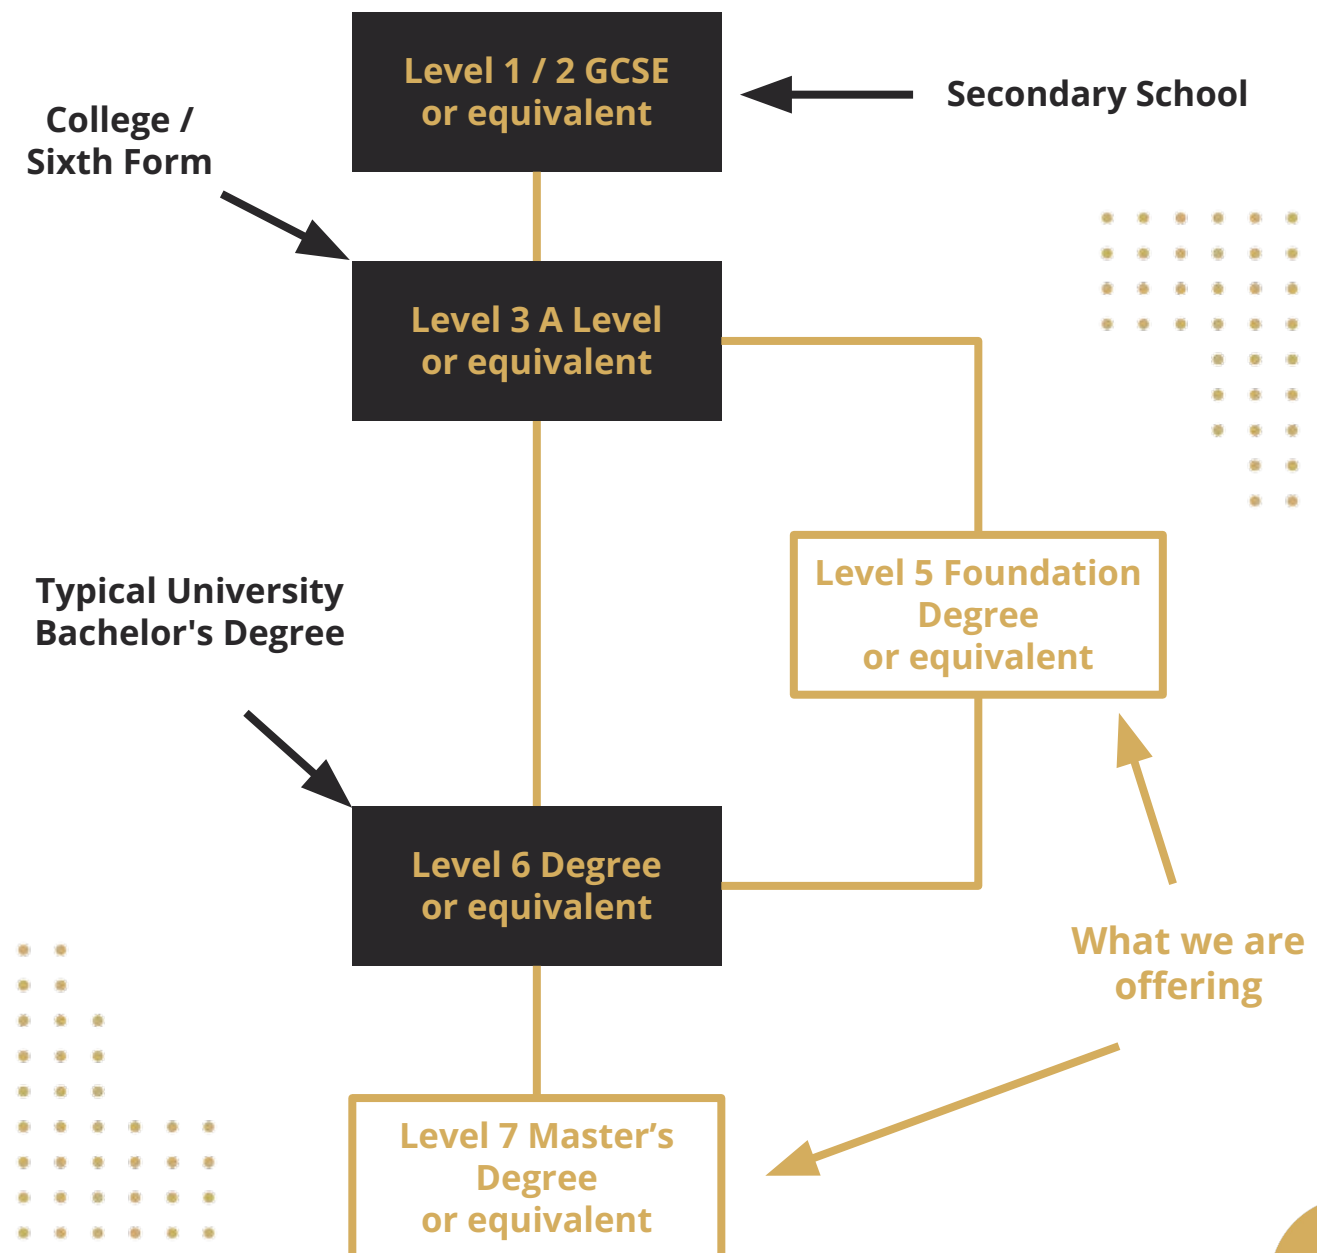 Level 1 / 2 GCSE
or equivalent
Secondary School
College /
Sixth Form
Level 3 A Level
or equivalent
Level 5 Foundation
Degree
or equivalent
Typical University
Bachelor's Degree
Level 6 Degree
or equivalent
What we are
offering
Level 7 Master’s
Degree
or equivalent